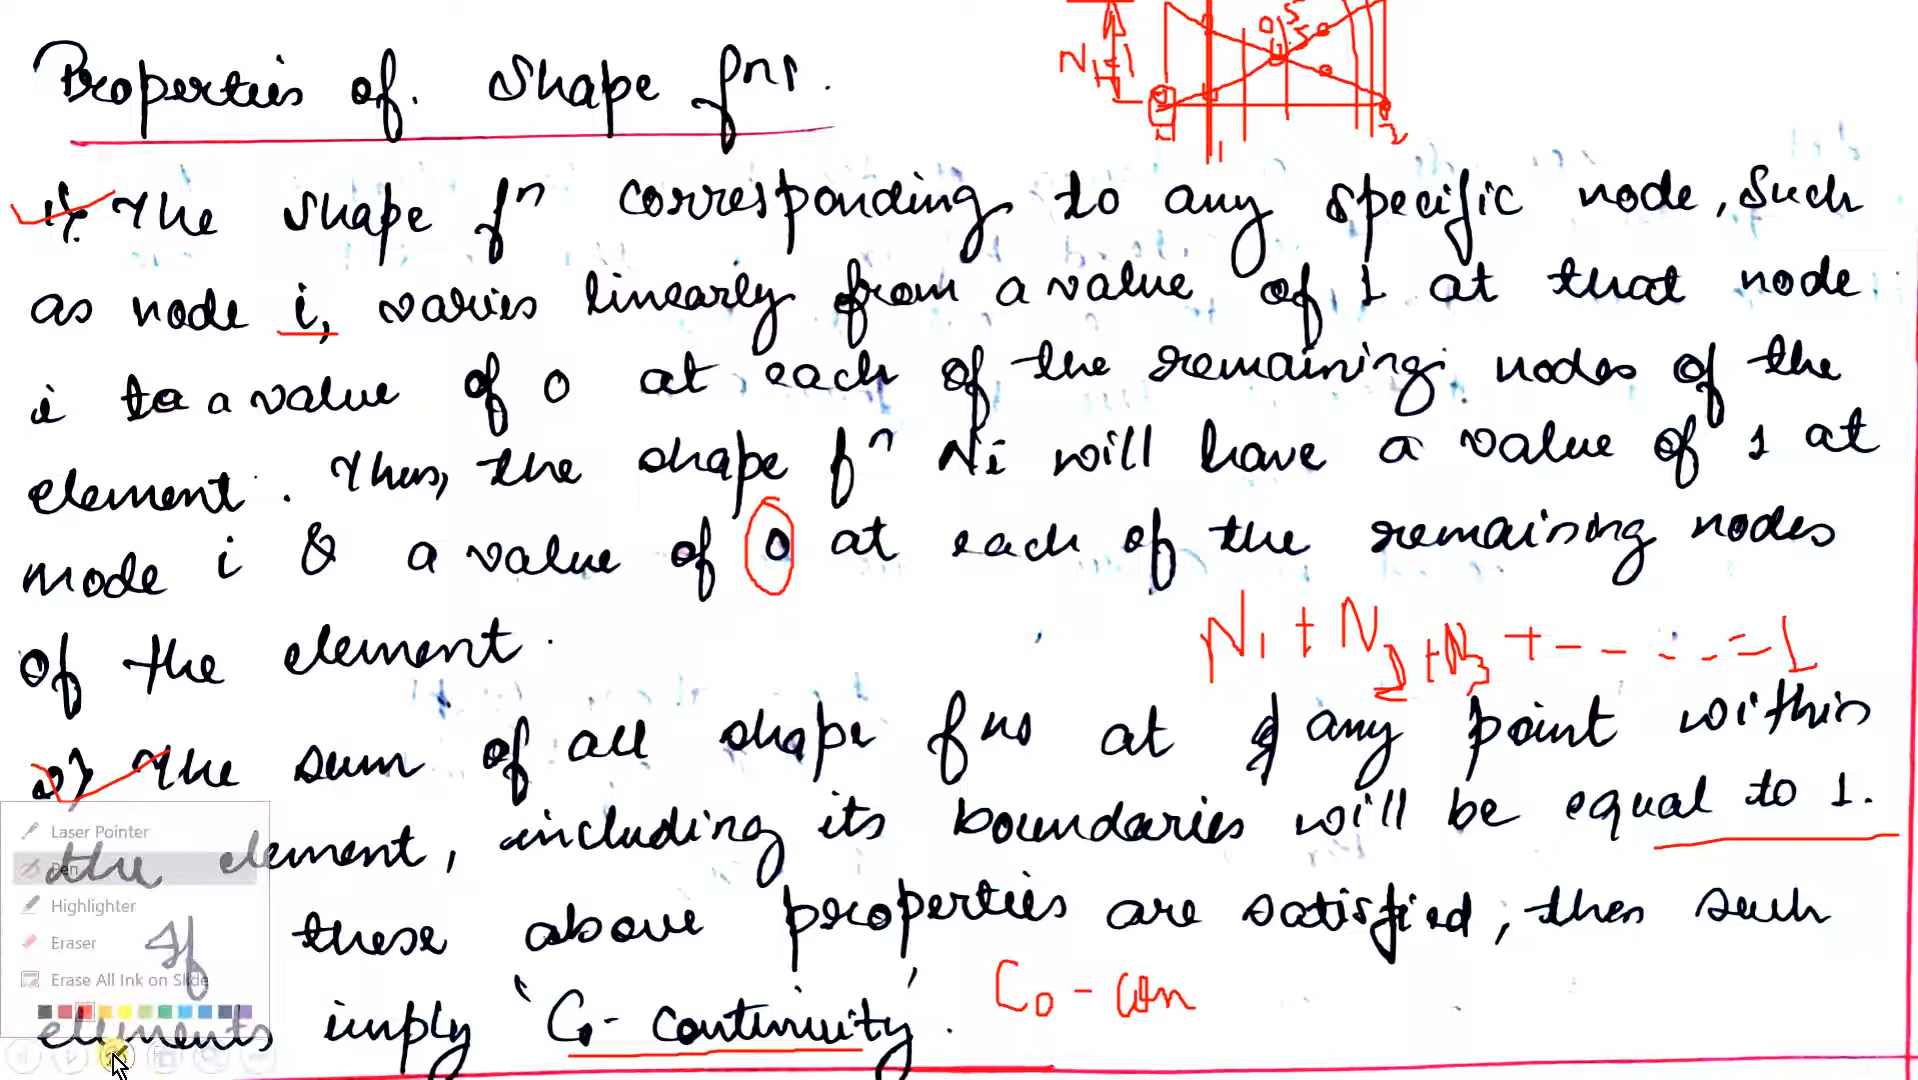 Properties of. Shape fns.
N1=1
1
2
1). The shape fn corresponding to any specific node, such
as node i, varies linearly from a value of 1 at that node
i to a value of 0 at each of the remaining nodes of the
element. Thus, the shape fn Ni will have a value of 1 at
node i & a value of 0 at each of the remaining nodes
of the element.
N1 + N2 + N3 + ------ = 1
2) The sum of all shape fns at any point within
the element, including its boundaries will be equal to 1.
If these above properties are satisfied, then such
elements imply 'C0- continuity'.
C0 - con
Laser Pointer
Pen
Highlighter
Eraser
Erase All Ink on Slide